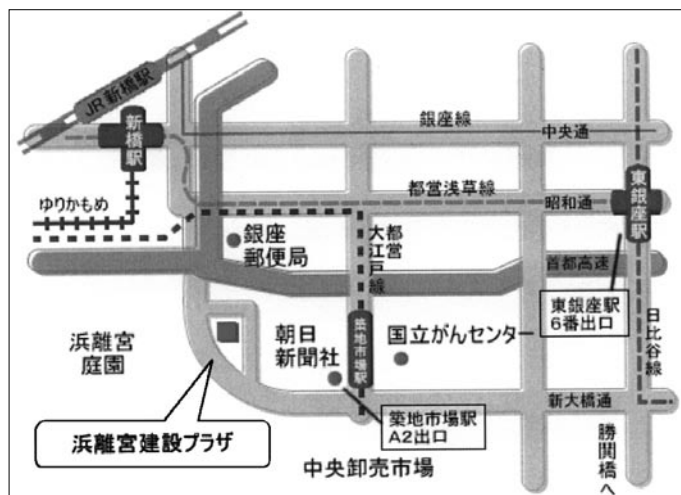 JR新橋駅
新橋駅
銀座線
中央通
ゆりかもめ
都営浅草線
昭和通
東銀座駅
銀座
郵便局
都営
大江戸線
首都高速
東銀座駅
6番出口
日比谷線
浜離宮
庭園
朝日
新聞社
築地市場駅
国立がんセンター
新大橋通
浜離宮建設プラザ
築地市場駅
A2出口
中央卸売市場
勝鬨橋へ